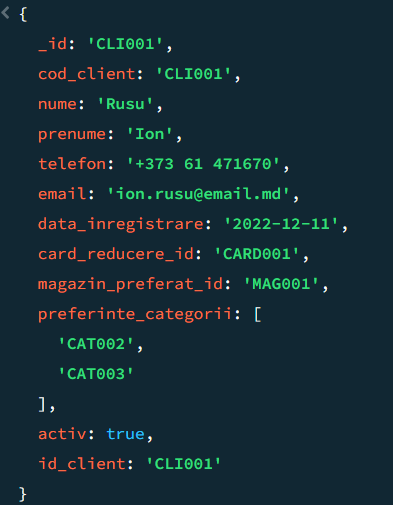 {
_id: 'CLI001',
cod_client: 'CLI001',
nume: 'Rusu',
prenume: 'Ion',
telefon: '+373 61 471670',
email: 'ion.rusu@email.md',
data_inregistrare: '2022-12-11',
card_reducere_id: 'CARD001',
magazin_preferat_id: 'MAG001',
preferinte_categorii: [
'CAT002',
'CAT003'
],
activ: true,
id_client: 'CLI001'
}